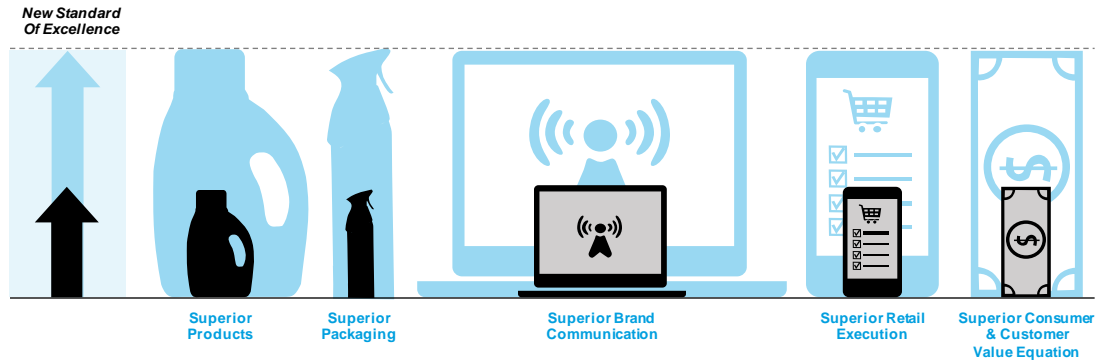 New Standard
Of Excellence
$
$
Superior
Products
Superior
Packaging
Superior Brand
Communication
Superior Retail
Execution
Superior Consumer
& Customer
Value Equation